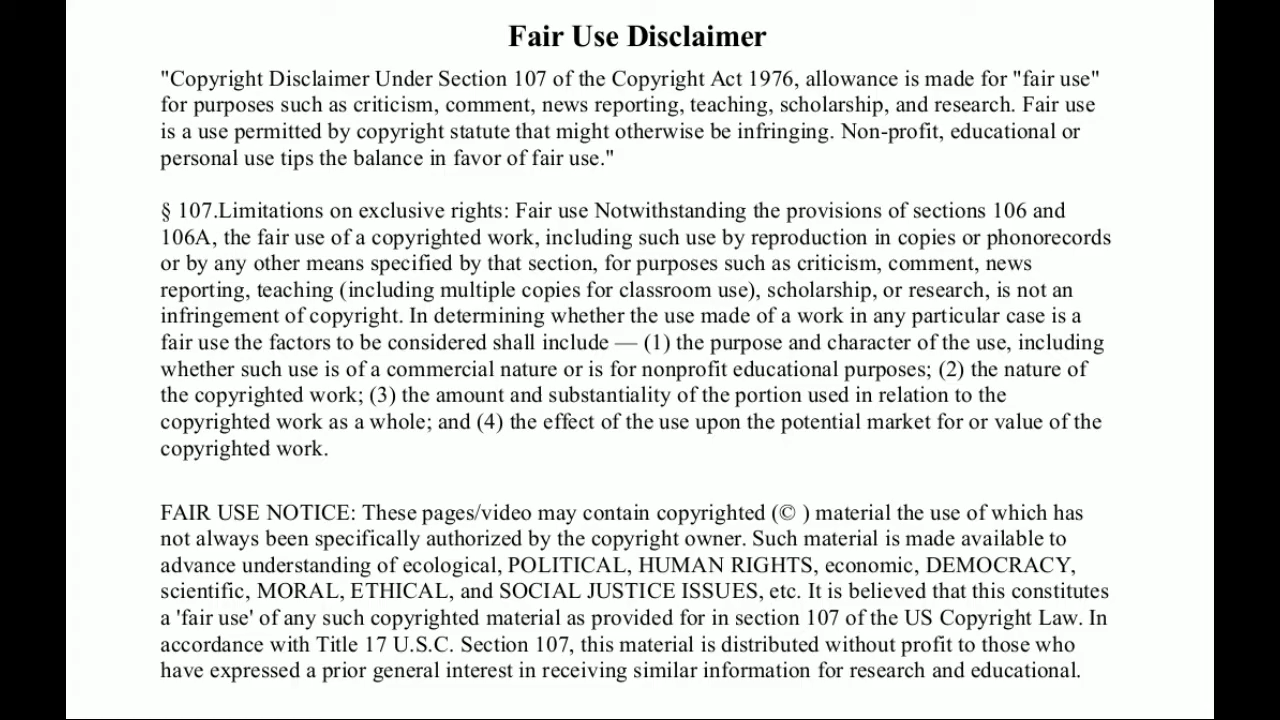 Fair Use Disclaimer
"Copyright Disclaimer Under Section 107 of the Copyright Act 1976, allowance is made for "fair use"
for purposes such as criticism, comment, news reporting, teaching, scholarship, and research. Fair use
is a use permitted by copyright statute that might otherwise be infringing. Non-profit, educational or
personal use tips the balance in favor of fair use."
§ 107.Limitations on exclusive rights: Fair use Notwithstanding the provisions of sections 106 and
106A, the fair use of a copyrighted work, including such use by reproduction in copies or phonorecords
or by any other means specified by that section, for purposes such as criticism, comment, news
reporting, teaching (including multiple copies for classroom use), scholarship, or research, is not an
infringement of copyright. In determining whether the use made of a work in any particular case is a
fair use the factors to be considered shall include — (1) the purpose and character of the use, including
whether such use is of a commercial nature or is for nonprofit educational purposes; (2) the nature of
the copyrighted work; (3) the amount and substantiality of the portion used in relation to the
copyrighted work as a whole; and (4) the effect of the use upon the potential market for or value of the
copyrighted work.
FAIR USE NOTICE: These pages/video may contain copyrighted (© ) material the use of which has
not always been specifically authorized by the copyright owner. Such material is made available to
advance understanding of ecological, POLITICAL, HUMAN RIGHTS, economic, DEMOCRACY,
scientific, MORAL, ETHICAL, and SOCIAL JUSTICE ISSUES, etc. It is believed that this constitutes
a 'fair use' of any such copyrighted material as provided for in section 107 of the US Copyright Law. In
accordance with Title 17 U.S.C. Section 107, this material is distributed without profit to those who
have expressed a prior general interest in receiving similar information for research and educational.